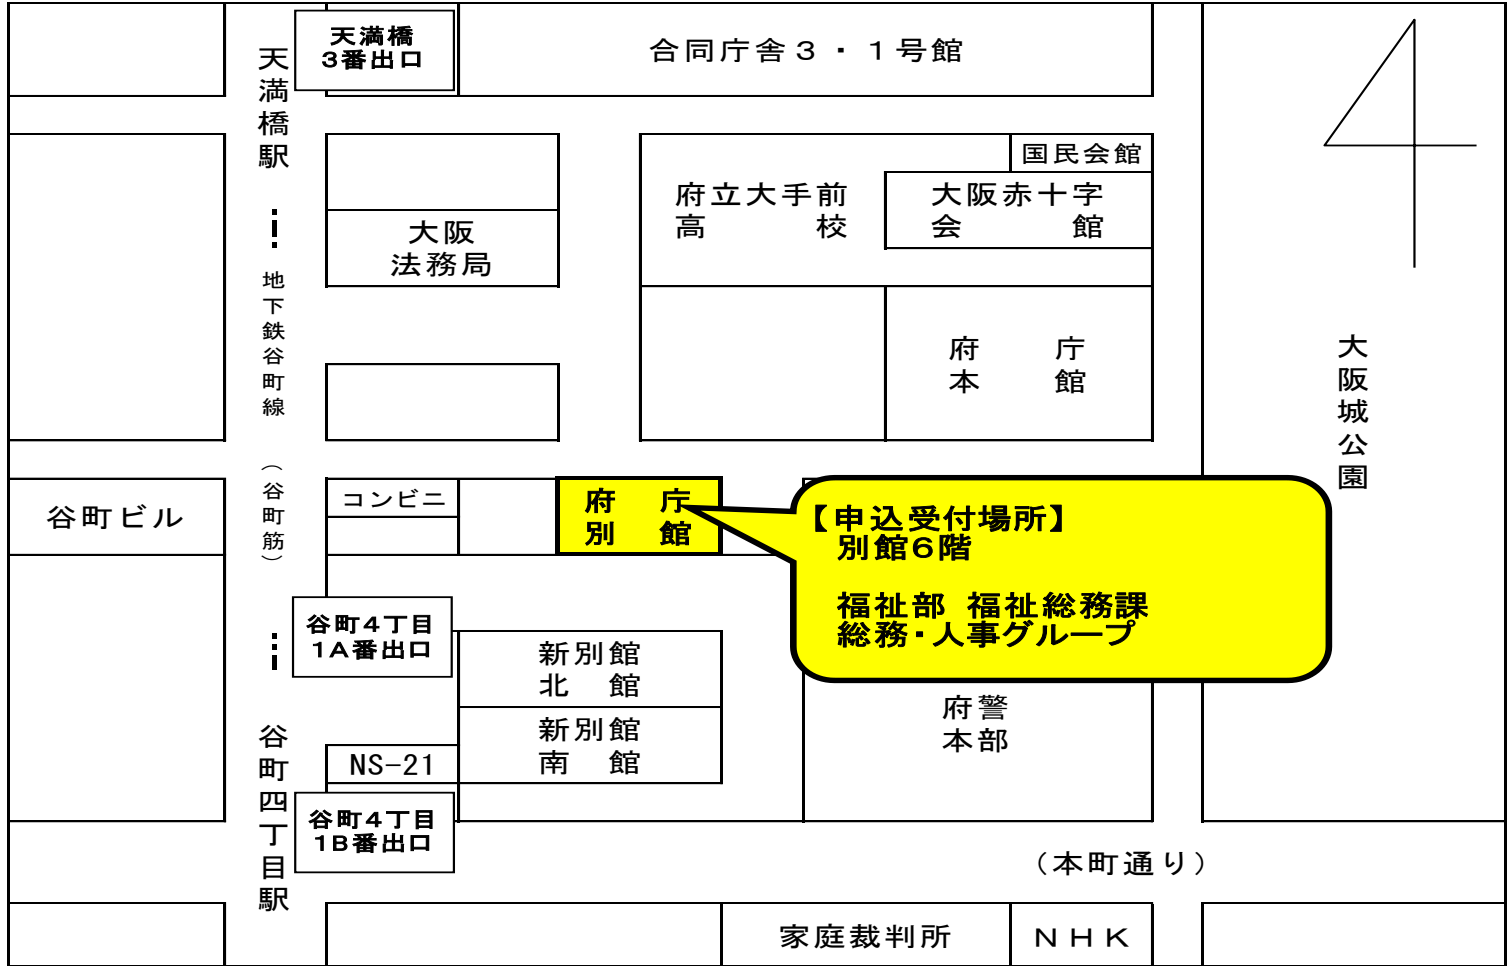 天満橋
3番出口
合同庁舎３・１号館
天満橋駅
国民会館
府立大手前
高校
大阪赤十字
会館
大阪
法務局
地下鉄谷町線
府庁
本館
大阪城公園
（谷町筋）
谷町ビル
コンビニ
府庁
別館
【申込受付場所】
別館6階
福祉部 福祉総務課
総務・人事グループ
谷町4丁目
1A番出口
新別館
北館
府警
本部
新別館
南館
谷町四丁目駅
NS-21
谷町4丁目
1B番出口
（本町通り）
家庭裁判所
ＮＨＫ